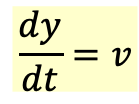 dy/dt = v